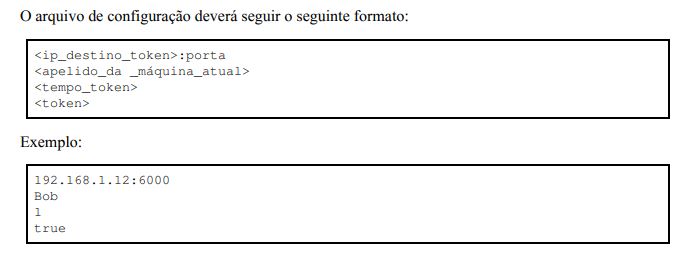 O arquivo de configuração deverá seguir o seguinte formato:
<ip_destino_token>:porta
<apelido_da _máquina_atual>
<tempo_token>
<token>
Exemplo:
192.168.1.12:6000
Bob
1
true